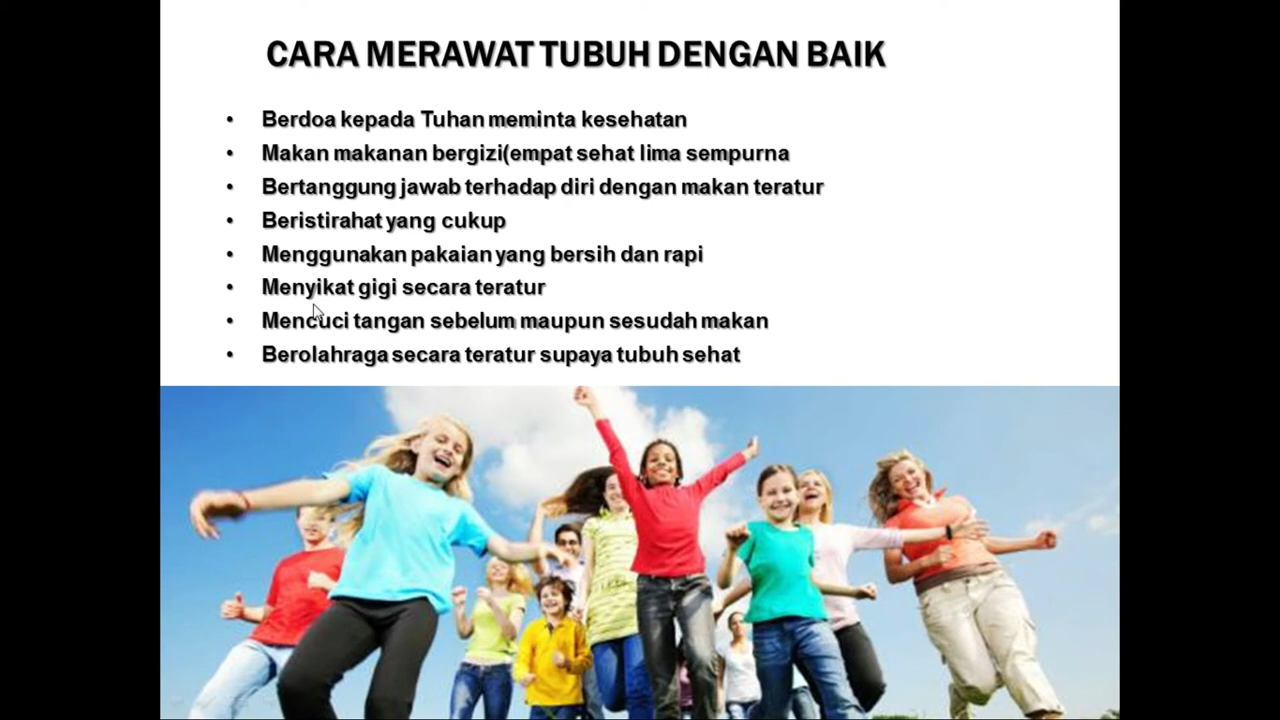 CARA MERAWAT TUBUH DENGAN BAIK
• Berdoa kepada Tuhan meminta kesehatan
• Makan makanan bergizi(empat sehat lima sempurna
• Bertanggung jawab terhadap diri dengan makan teratur
• Beristirahat yang cukup
• Menggunakan pakaian yang bersih dan rapi
• Menyikat gigi secara teratur
• Mencuci tangan sebelum maupun sesudah makan
• Berolahraga secara teratur supaya tubuh sehat